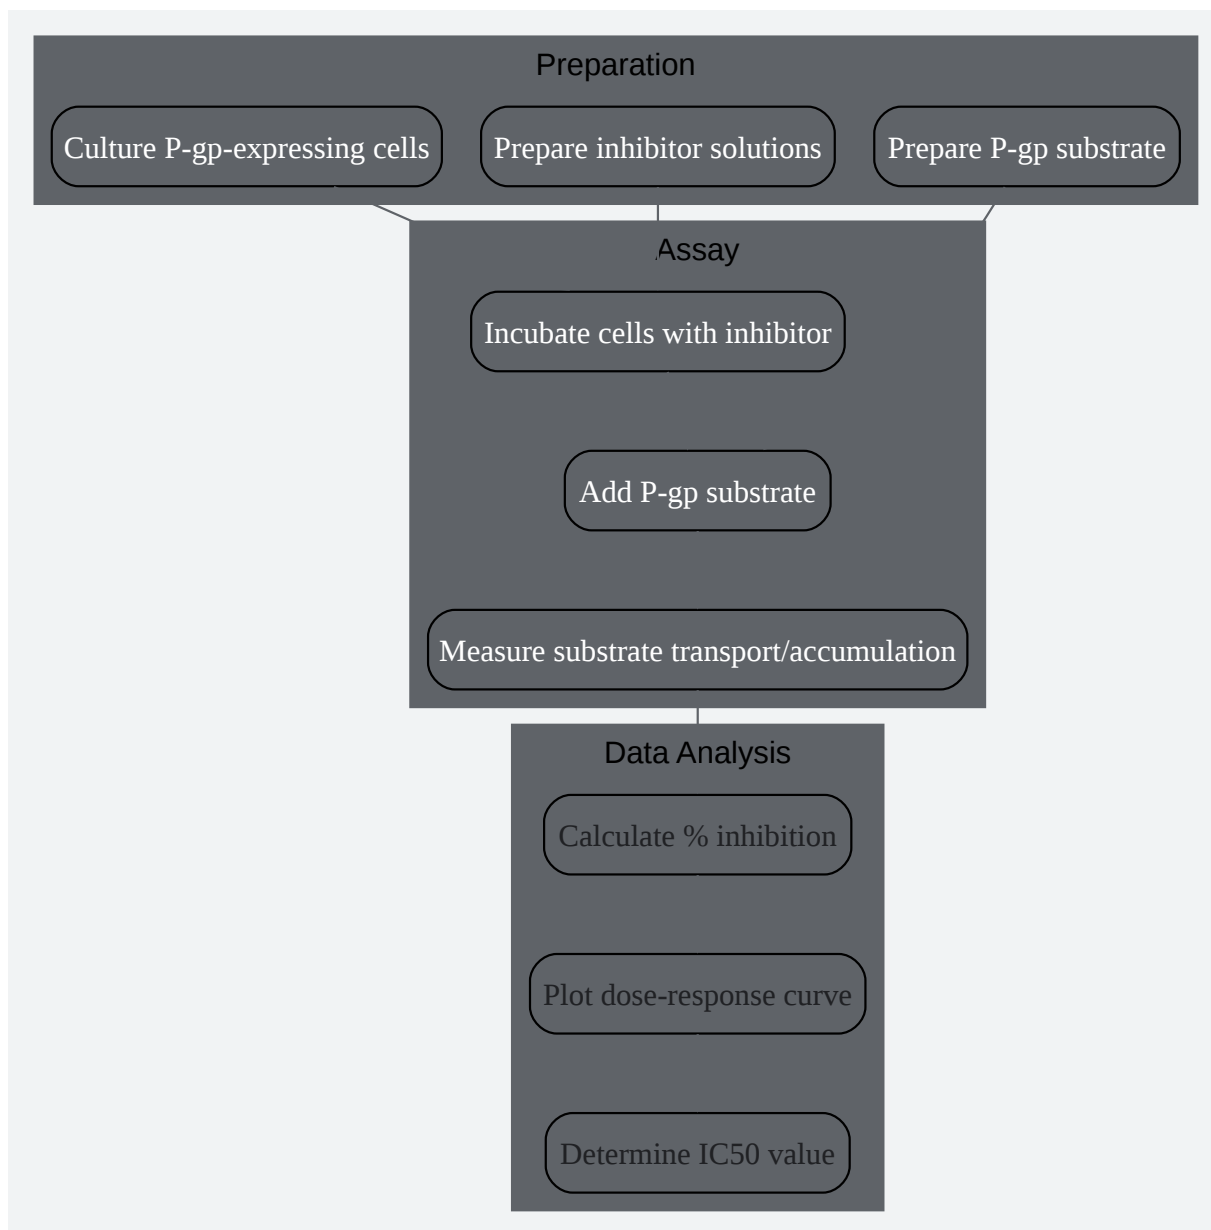 Preparation
Culture P-gp-expressing cells
Prepare inhibitor solutions
Prepare P-gp substrate
Assay
Incubate cells with inhibitor
Add P-gp substrate
Measure substrate transport/accumulation
Data Analysis
Calculate % inhibition
Plot dose-response curve
Determine IC50 value